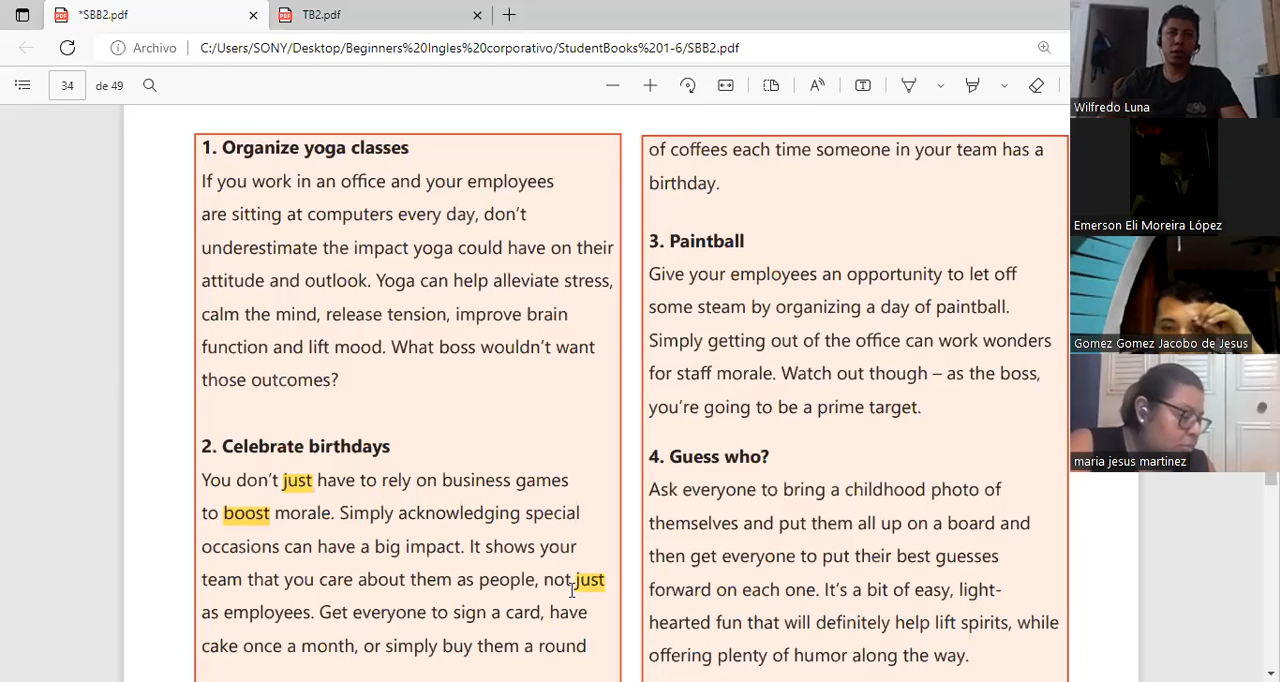 *SBB2.pdf
TB2.pdf
Archivo
C:/Users/SONY/Desktop/Beginners%20Ingles%20corporativo/StudentBooks%201-6/SBB2.pdf
34
de 49
1. Organize yoga classes
If you work in an office and your employees
are sitting at computers every day, don't
underestimate the impact yoga could have on their
attitude and outlook. Yoga can help alleviate stress,
calm the mind, release tension, improve brain
function and lift mood. What boss wouldn't want
those outcomes?
2. Celebrate birthdays
You don't just have to rely on business games
to boost morale. Simply acknowledging special
occasions can have a big impact. It shows your
team that you care about them as people, not just
as employees. Get everyone to sign a card, have
cake once a month, or simply buy them a round
of coffees each time someone in your team has a
birthday.
3. Paintball
Give your employees an opportunity to let off
some steam by organizing a day of paintball.
Simply getting out of the office can work wonders
for staff morale. Watch out though – as the boss,
you're going to be a prime target.
4. Guess who?
Ask everyone to bring a childhood photo of
themselves and put them all up on a board and
then get everyone to put their best guesses
forward on each one. It's a bit of easy, light-
hearted fun that will definitely help lift spirits, while
offering plenty of humor along the way.
Wilfredo Luna
Emerson Eli Moreira López
Gomez Gomez Jacobo de Jesus
maria jesus martinez